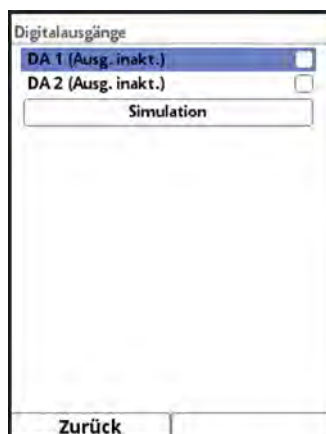 Digitalausgänge
DA 1 (Ausg. inakt.)
DA 2 (Ausg. inakt.)
Simulation
Zurück